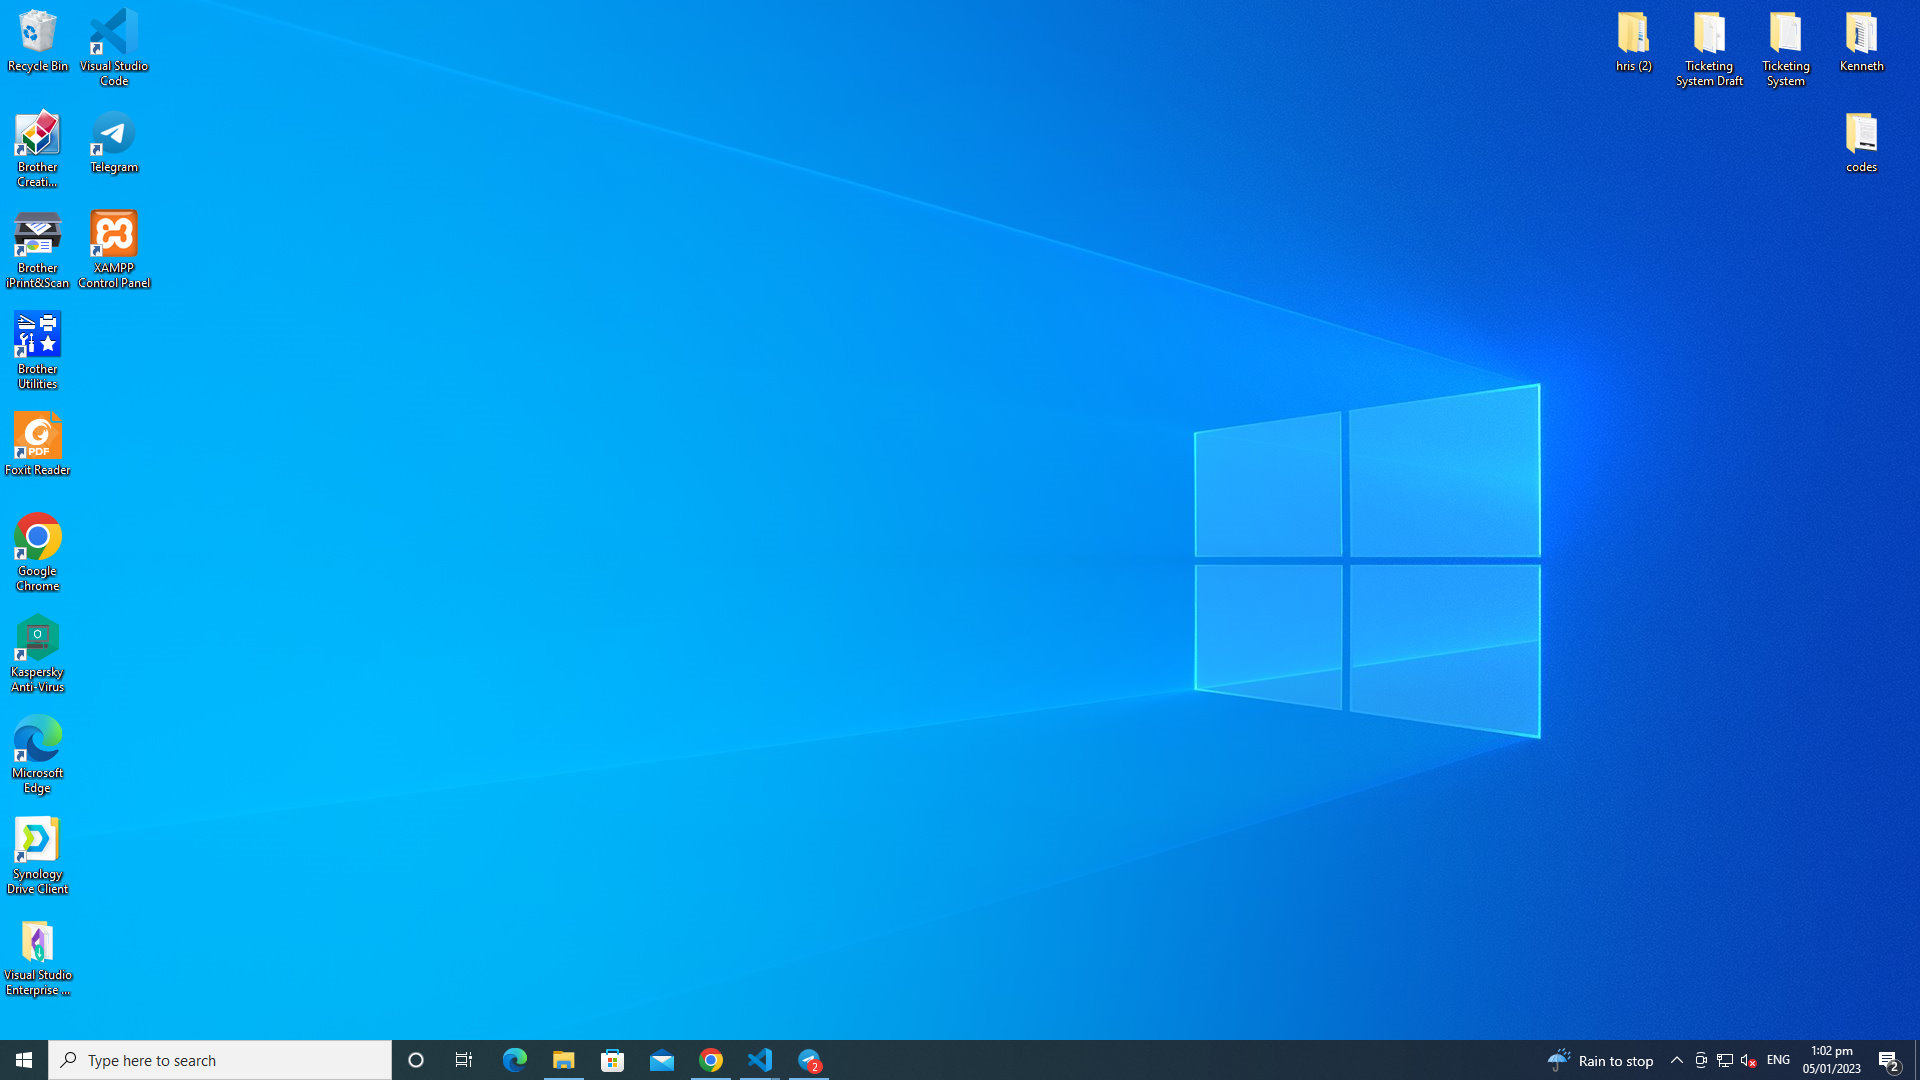 Recycle Bin
Visual Studio
Code
Brother
Creati...
Telegram
Brother
iPrint&Scan
XAMPP
Control Panel
Brother
Utilities
PDF
Foxit Reader
Google
Chrome
Kaspersky
Anti-Virus
Microsoft
Edge
Synology
Drive Client
Visual Studio
Enterprise ...
hris (2)
Ticketing
System Draft
Ticketing
System
Kenneth
codes
Type here to search
2
Rain to stop
ENG
1:02 pm
05/01/2023
2